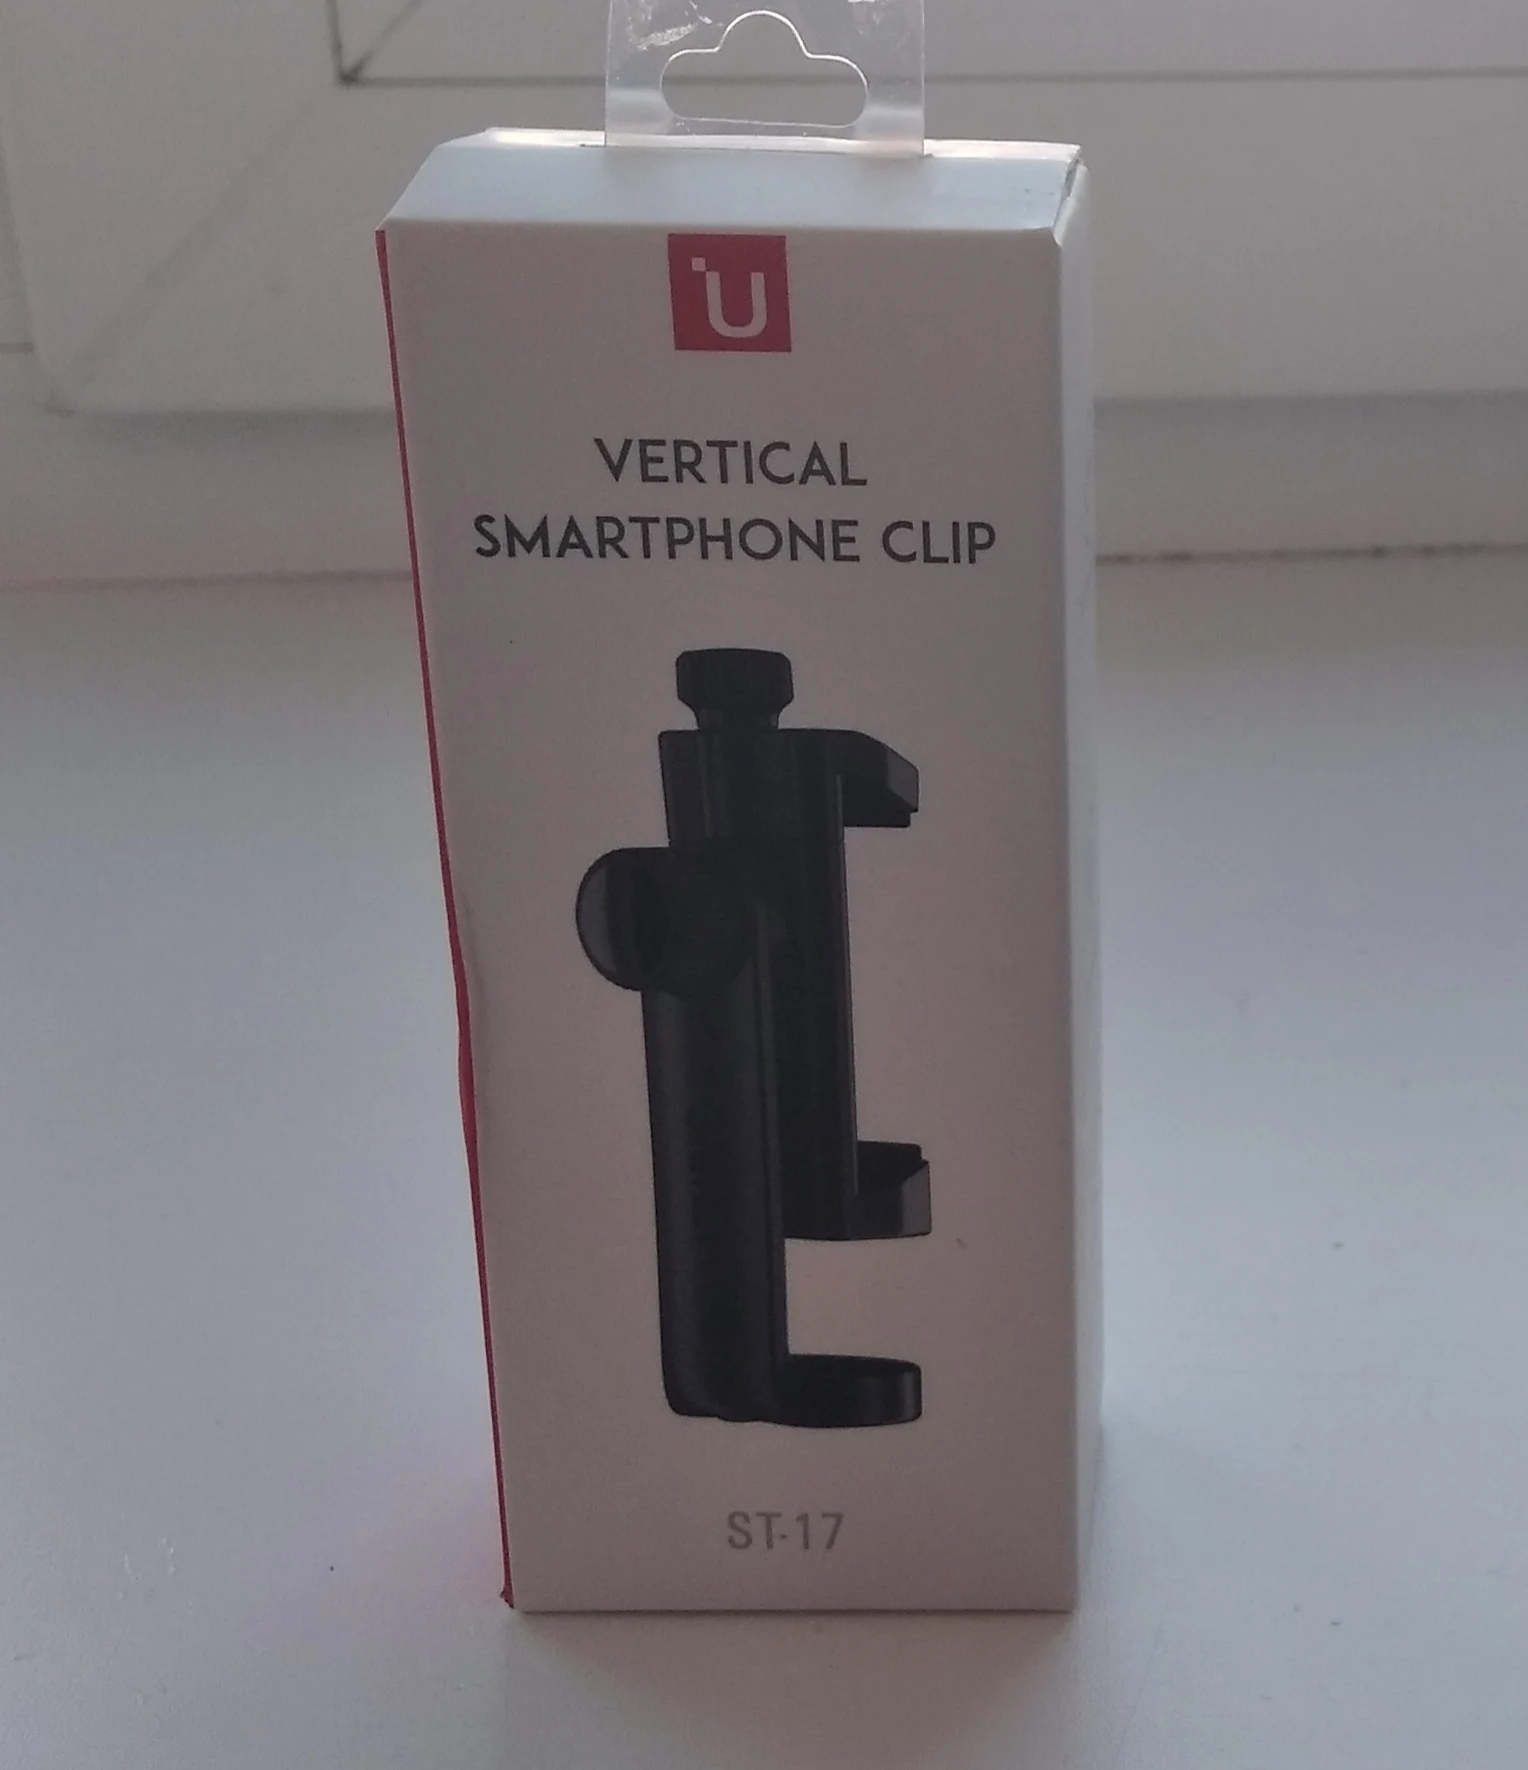 U
VERTICAL
SMARTPHONE CLIP
ST-17